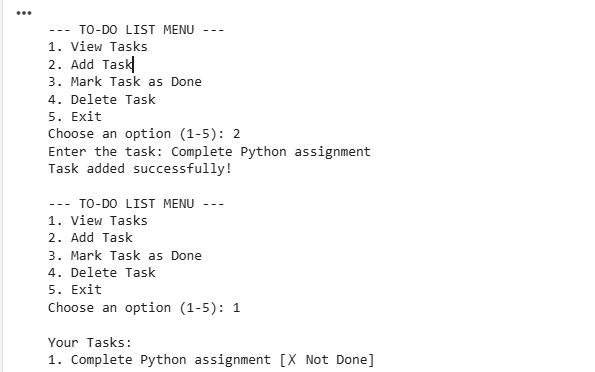 --- TO-DO LIST MENU ---
1. View Tasks
2. Add Task
3. Mark Task as Done
4. Delete Task
5. Exit
Choose an option (1-5): 2
Enter the task: Complete Python assignment
Task added successfully!
--- TO-DO LIST MENU ---
1. View Tasks
2. Add Task
3. Mark Task as Done
4. Delete Task
5. Exit
Choose an option (1-5): 1
Your Tasks:
1. Complete Python assignment [✗ Not Done]